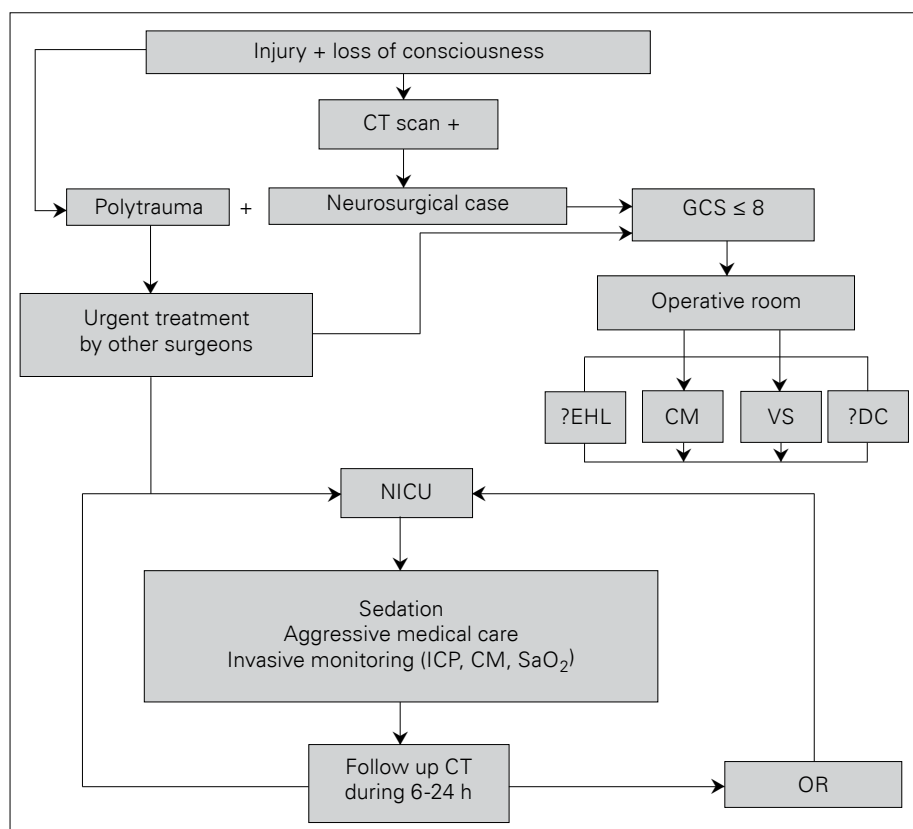 Injury + loss of consciousness
CT scan +
Polytrauma
+
Neurosurgical case
GCS ≤ 8
Urgent treatment
by other surgeons
Operative room
?EHL
CM
VS
?DC
NICU
Sedation
Aggressive medical care
Invasive monitoring (ICP, CM, SaO₂)
Follow up CT
during 6-24 h
OR